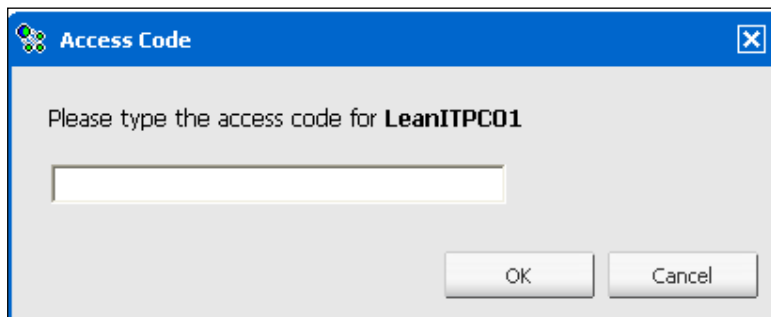 Access Code
Please type the access code for LeanITPC01
OK
Cancel